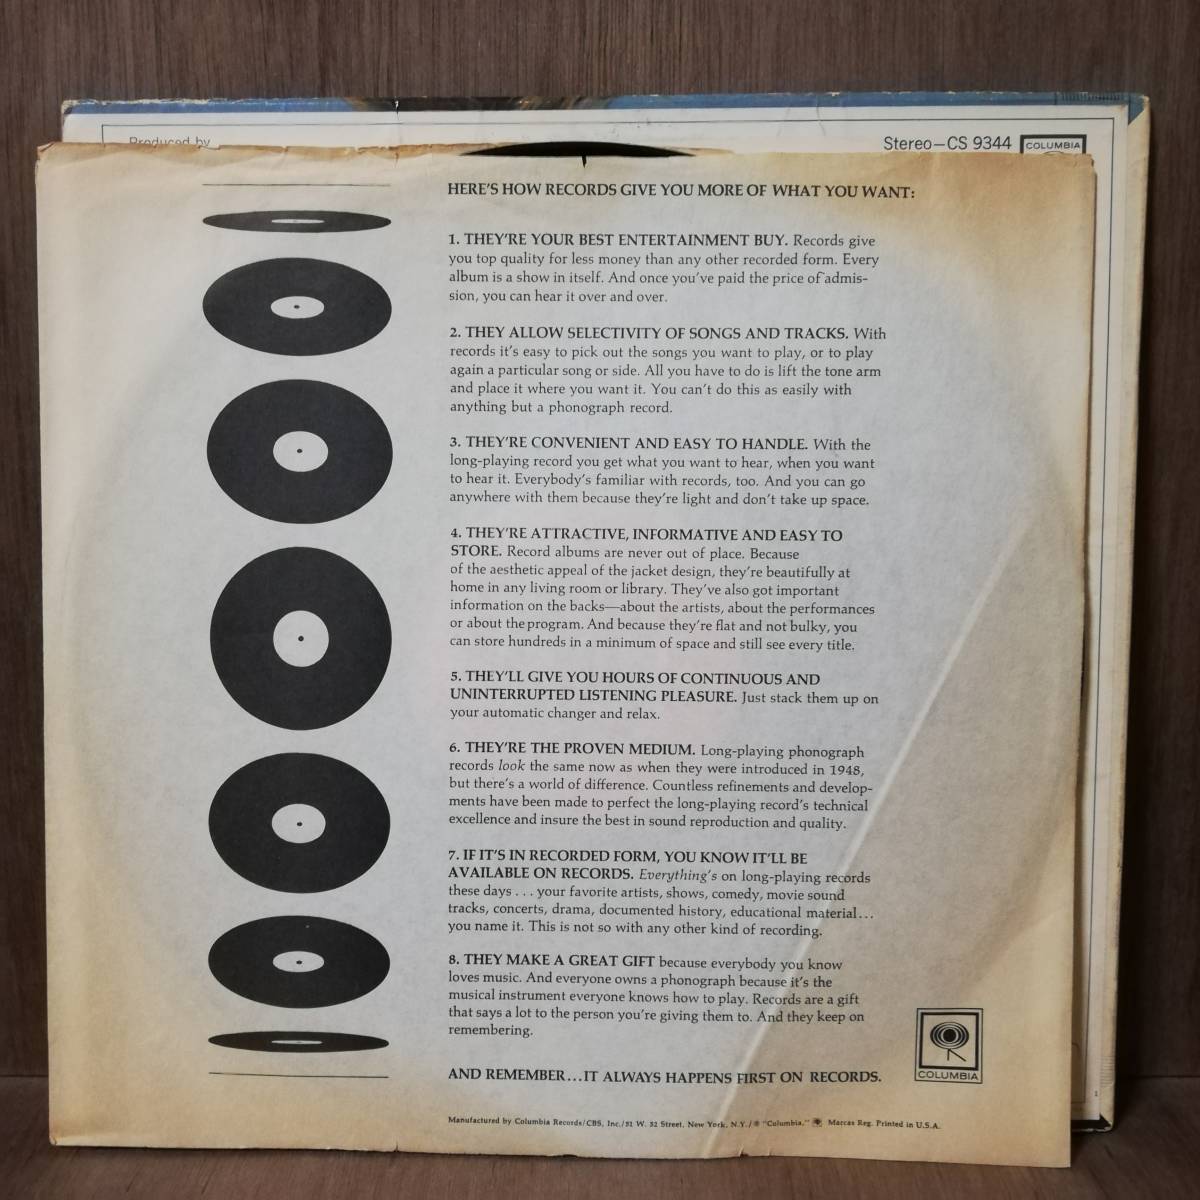 Produced by
Stereo—CS 9344
COLUMBIA
HERE'S HOW RECORDS GIVE YOU MORE OF WHAT YOU WANT:
1. THEY'RE YOUR BEST ENTERTAINMENT BUY. Records give
you top quality for less money than any other recorded form. Every
album is a show in itself. And once you've paid the price of admis-
sion, you can hear it over and over.
2. THEY ALLOW SELECTIVITY OF SONGS AND TRACKS. With
records it's easy to pick out the songs you want to play, or to play
again a particular song or side. All you have to do is lift the tone arm
and place it where you want it. You can't do this as easily with
anything but a phonograph record.
3. THEY'RE CONVENIENT AND EASY TO HANDLE. With the
long-playing record you get what you want to hear, when you want
to hear it. Everybody's familiar with records, too. And you can go
anywhere with them because they're light and don't take up space.
4. THEY'RE ATTRACTIVE, INFORMATIVE AND EASY TO
STORE. Record albums are never out of place. Because
of the aesthetic appeal of the jacket design, they're beautifully at
home in any living room or library. They've also got important
information on the backs—about the artists, about the performances
or about the program. And because they're flat and not bulky, you
can store hundreds in a minimum of space and still see every title.
5. THEY'LL GIVE YOU HOURS OF CONTINUOUS AND
UNINTERRUPTED LISTENING PLEASURE. Just stack them up on
your automatic changer and relax.
6. THEY'RE THE PROVEN MEDIUM. Long-playing phonograph
records look the same now as when they were introduced in 1948,
but there's a world of difference. Countless refinements and develop-
ments have been made to perfect the long-playing record's technical
excellence and insure the best in sound reproduction and quality.
7. IF IT'S IN RECORDED FORM, YOU KNOW IT'LL BE
AVAILABLE ON RECORDS. Everything's on long-playing records
these days . . . your favorite artists, shows, comedy, movie sound
tracks, concerts, drama, documented history, educational material...
you name it. This is not so with any other kind of recording.
8. THEY MAKE A GREAT GIFT because everybody you know
loves music. And everyone owns a phonograph because it's the
musical instrument everyone knows how to play. Records are a gift
that says a lot to the person you're giving them to. And they keep on
remembering.
AND REMEMBER...IT ALWAYS HAPPENS FIRST ON RECORDS.
COLUMBIA
Manufactured by Columbia Records/CBS, Inc./51 W. 52 Street, New York, N.Y./® "Columbia," Marcas Reg. Printed in U.S.A.
1